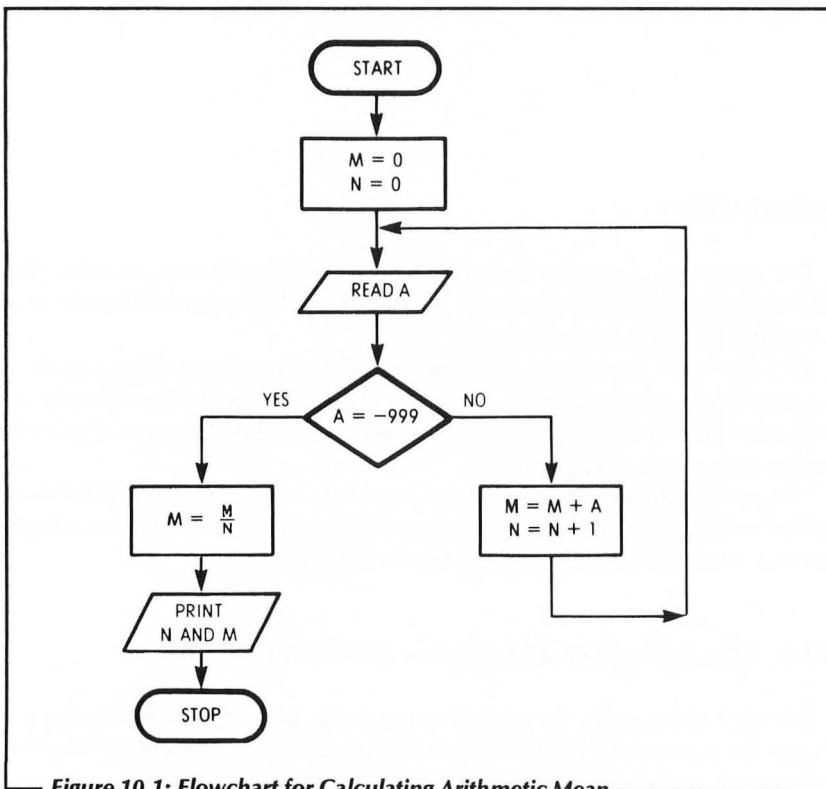 START
M = 0
N = 0
READ A
A = −999
YES
NO
M = M/N
M = M + A
N = N + 1
PRINT
N AND M
STOP
Figure 10.1: Flowchart for Calculating Arithmetic Mean